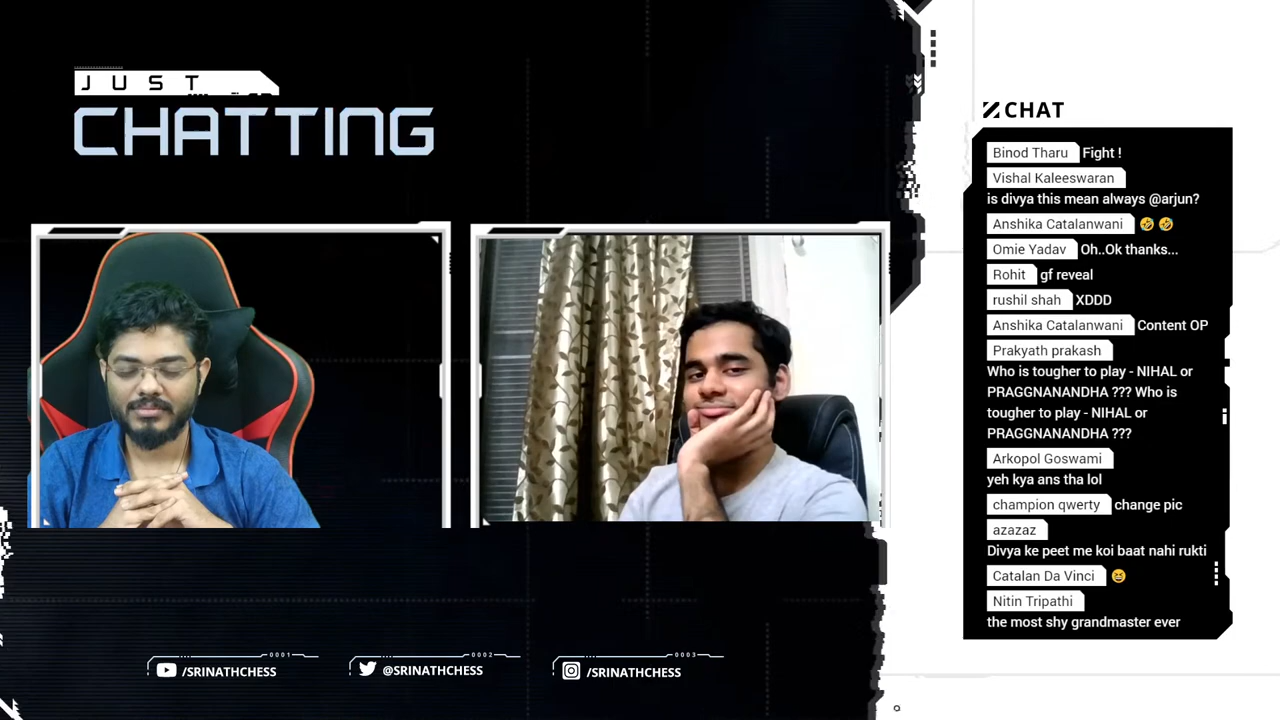 JUST
CHATTING
CHAT
Binod Tharu Fight !
Vishal Kaleeswaran
is divya this mean always @arjun?
Anshika Catalanwani 🤣 🤣
Omie Yadav Oh..Ok thanks...
Rohit gf reveal
rushil shah XDDD
Anshika Catalanwani Content OP
Prakyath prakash
Who is tougher to play - NIHAL or
PRAGGNANANDHA ??? Who is
tougher to play - NIHAL or
PRAGGNANANDHA ???
Arkopol Goswami
yeh kya ans tha lol
champion qwerty change pic
azazaz
Divya ke peet me koi baat nahi rukti
Catalan Da Vinci 😆
Nitin Tripathi
the most shy grandmaster ever
0001
/SRINATHCHESS
0002
@SRINATHCHESS
0003
/SRINATHCHESS